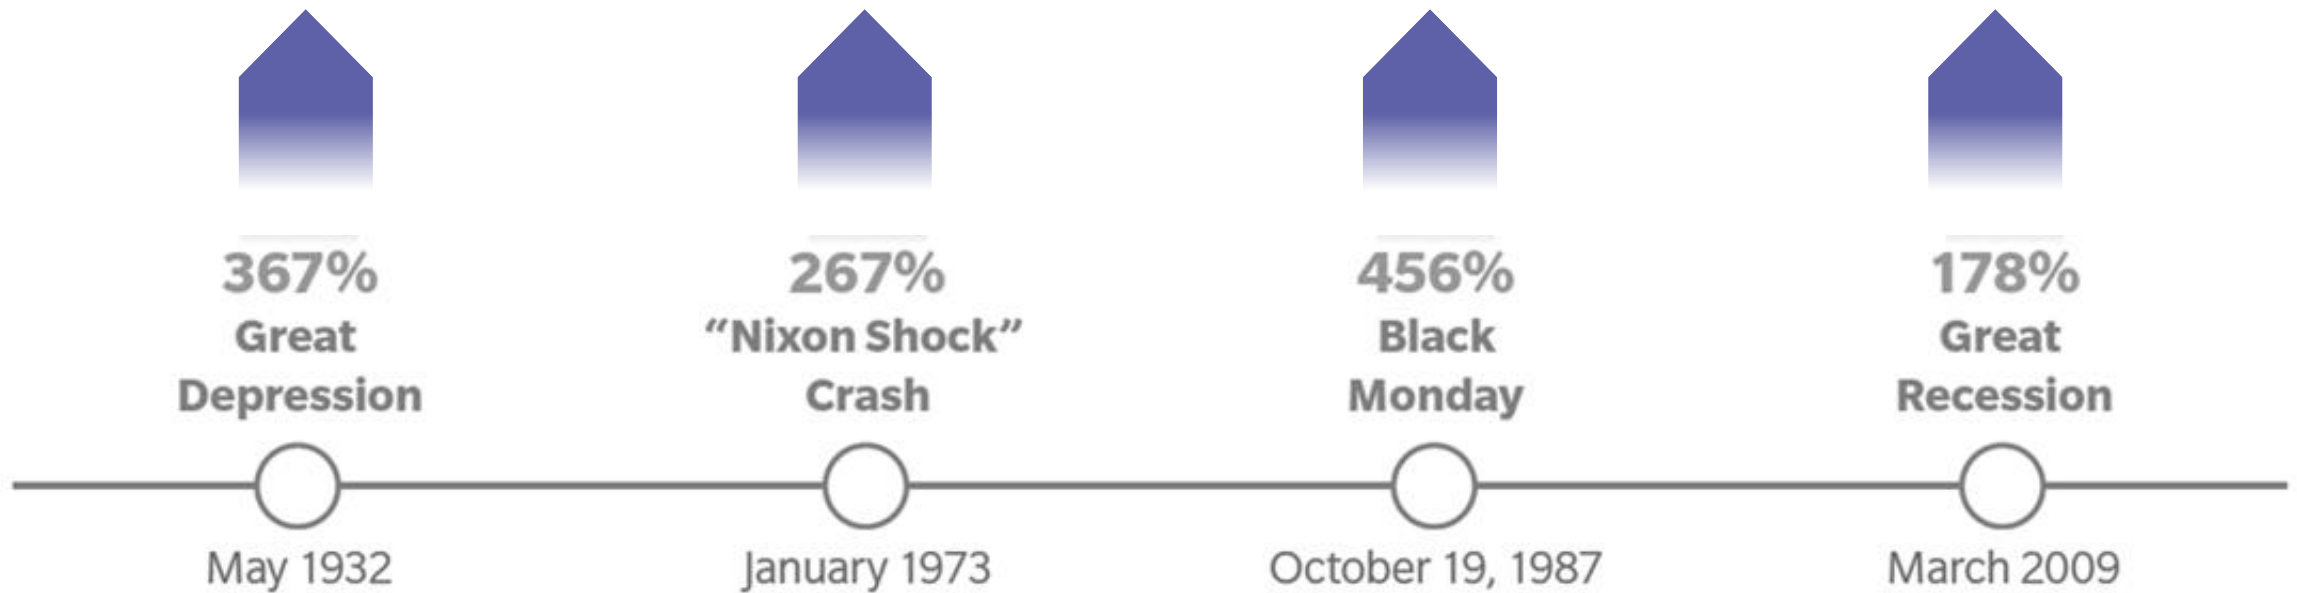 367%
Great
Depression
May 1932
267%
“Nixon Shock”
Crash
January 1973
456%
Black
Monday
October 19, 1987
178%
Great
Recession
March 2009